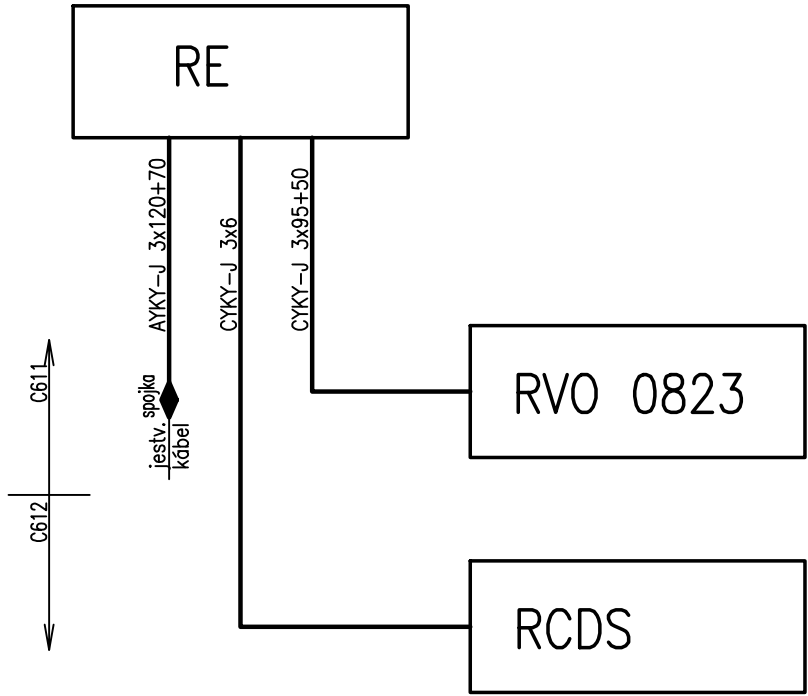 RE
AYKY-J 3x120+70
CYKY-J 3x6
CYKY-J 3x95+50
spojka
jestv.
kábel
C611
C612
RVO 0823
RCDS